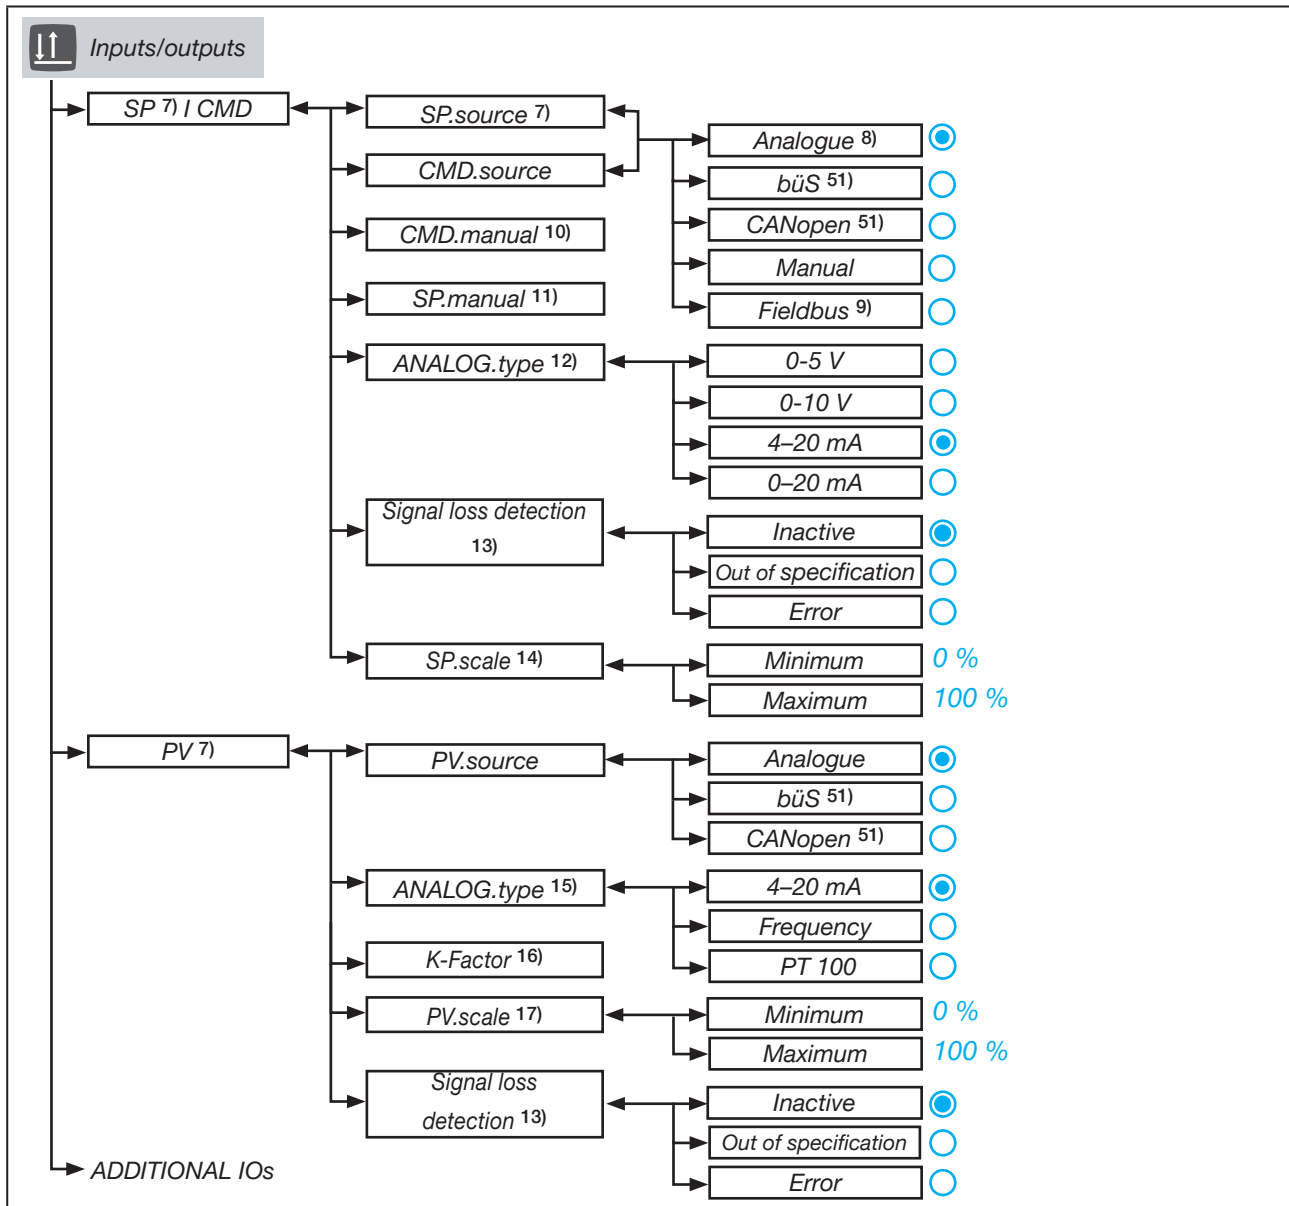 Inputs/outputs
SP 7) I CMD
SP.source 7)
CMD.source
Analogue 8)
büS 51)
CANopen 51)
Manual
Fieldbus 9)
CMD.manual 10)
SP.manual 11)
ANALOG.type 12)
0-5 V
0-10 V
4–20 mA
0–20 mA
Signal loss detection
13)
Inactive
Out of specification
Error
SP.scale 14)
Minimum 0 %
Maximum 100 %
PV 7)
PV.source
Analogue
büS 51)
CANopen 51)
ANALOG.type 15)
4–20 mA
Frequency
PT 100
K-Factor 16)
PV.scale 17)
Minimum 0 %
Maximum 100 %
Signal loss
detection 13)
Inactive
Out of specification
Error
ADDITIONAL IOs